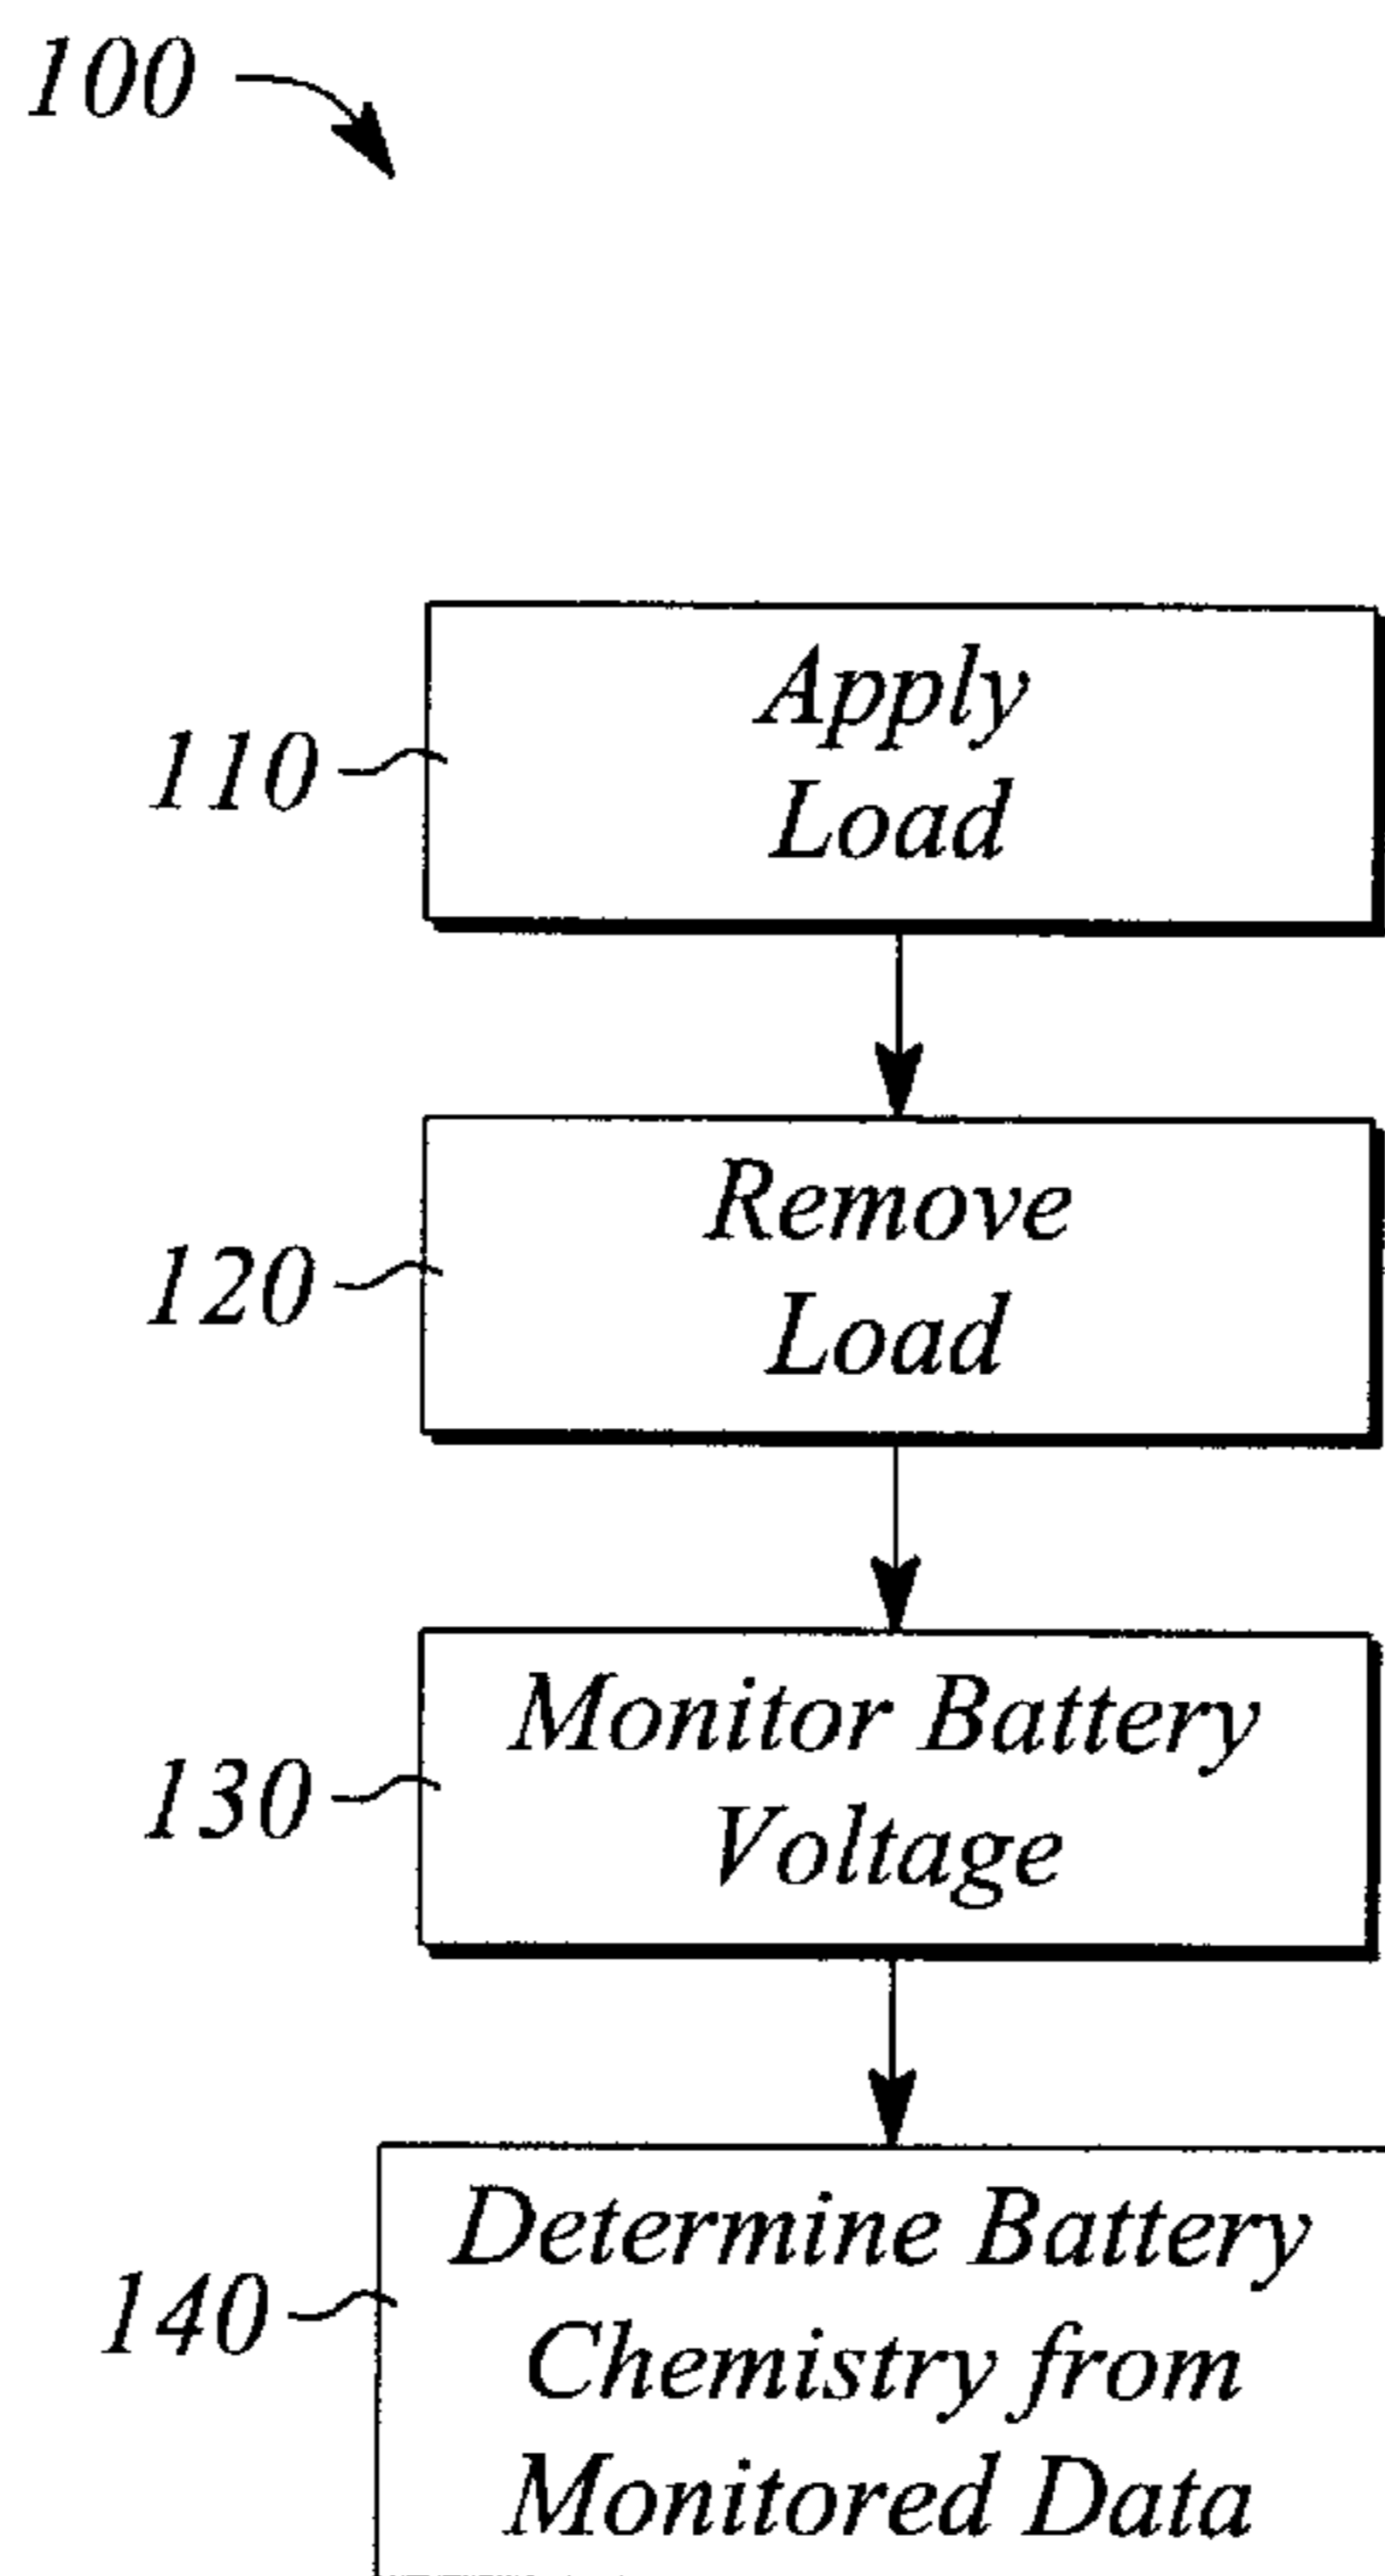 100
110
Apply
Load
120
Remove
Load
130
Monitor Battery
Voltage
140
Determine Battery
Chemistry from
Monitored Data